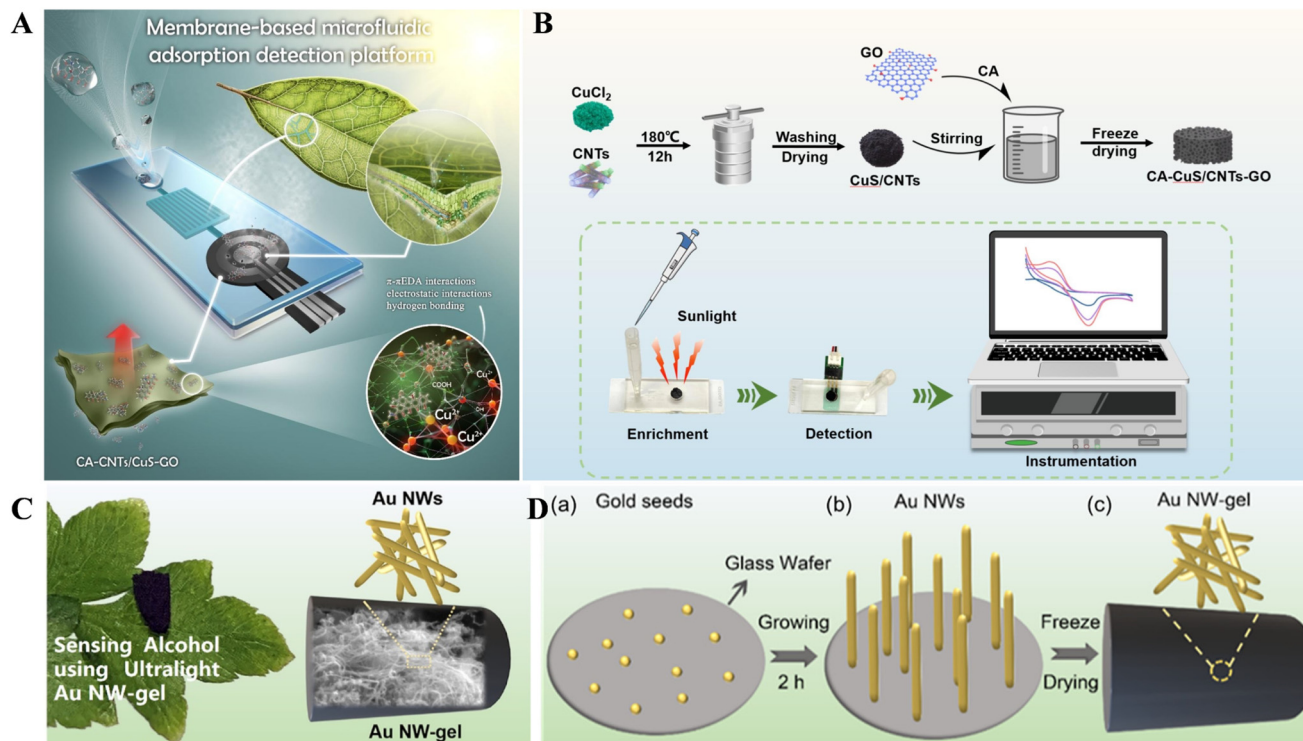 A
Membrane-based microfluidic
adsorption detection platform
π-πEDA interactions
electrostatic interactions
hydrogen bonding
COOH
Cu²⁺
OH
Cu²⁺
Cu²⁺
CA-CNTs/CuS-GO
B
GO
CA
CuCl₂
CNTs
180℃
12h
Washing
Drying
CuS/CNTs
Stirring
Freeze
drying
CA-CuS/CNTs-GO
Sunlight
Enrichment
Detection
Instrumentation
C
Au NWs
Sensing Alcohol
using Ultralight
Au NW-gel
Au NW-gel
D
(a)
Gold seeds
Glass Wafer
Growing
2 h
(b)
Au NWs
Freeze
Drying
(c)
Au NW-gel